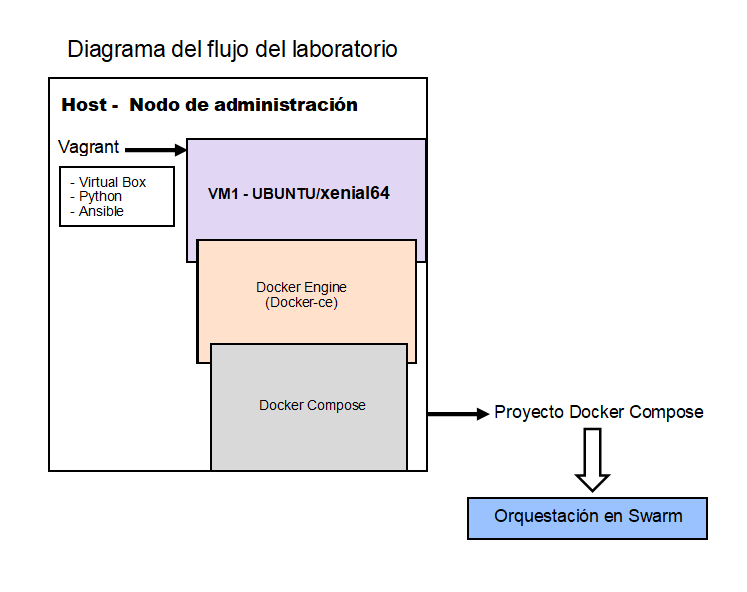 Diagrama del flujo del laboratorio
Host -  Nodo de administración
Vagrant
- Virtual Box
- Python
- Ansible
VM1 - UBUNTU/xenial64
Docker Engine
(Docker-ce)
Docker Compose
Proyecto Docker Compose
Orquestación en Swarm